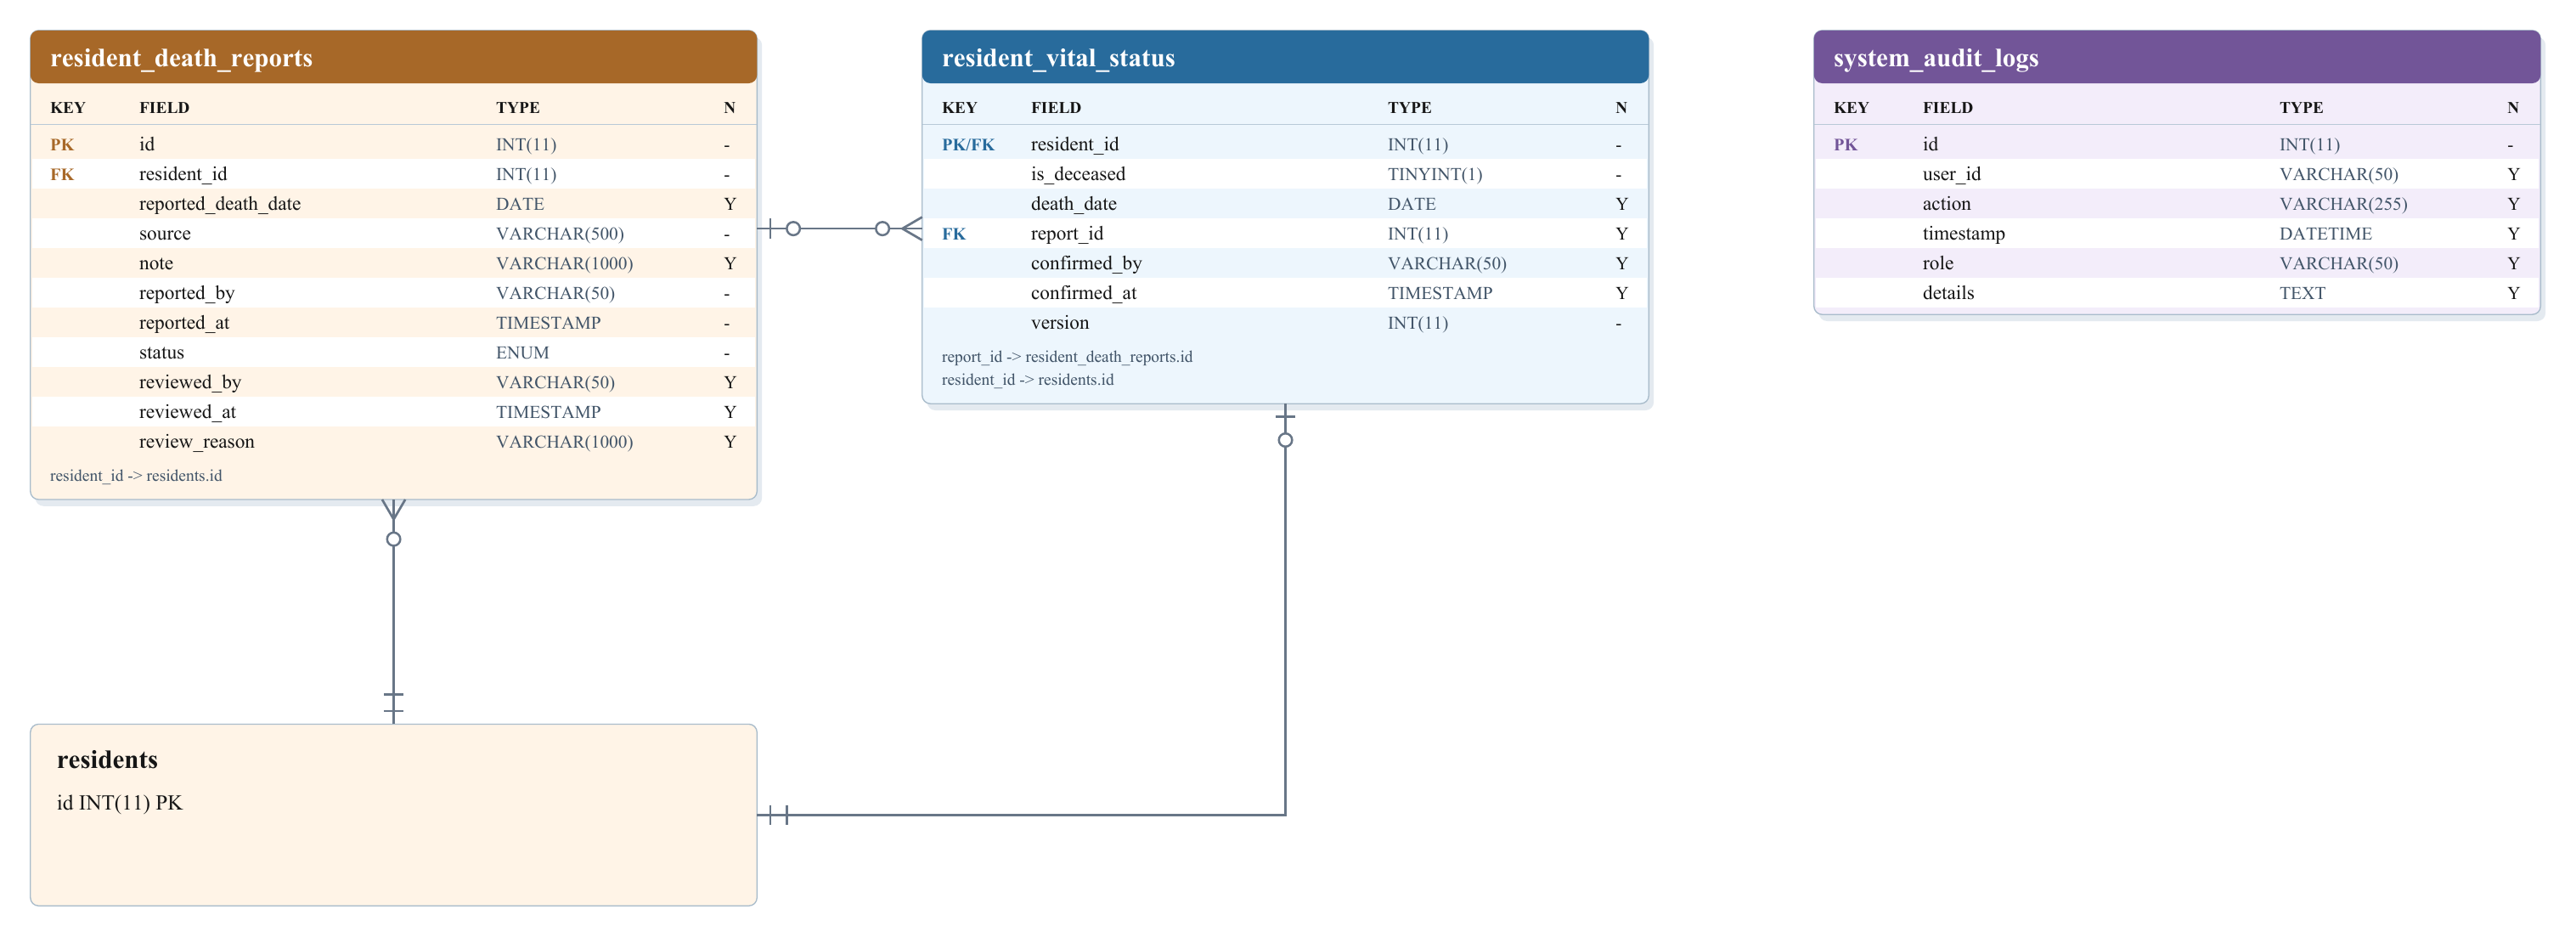 resident_death_reports
KEY FIELD TYPE N
PK id INT(11) -
FK resident_id INT(11) -
reported_death_date DATE Y
source VARCHAR(500) -
note VARCHAR(1000) Y
reported_by VARCHAR(50) -
reported_at TIMESTAMP -
status ENUM -
reviewed_by VARCHAR(50) Y
reviewed_at TIMESTAMP Y
review_reason VARCHAR(1000) Y
resident_id -> residents.id
resident_vital_status
KEY FIELD TYPE N
PK/FK resident_id INT(11) -
is_deceased TINYINT(1) -
death_date DATE Y
FK report_id INT(11) Y
confirmed_by VARCHAR(50) Y
confirmed_at TIMESTAMP Y
version INT(11) -
report_id -> resident_death_reports.id
resident_id -> residents.id
system_audit_logs
KEY FIELD TYPE N
PK id INT(11) -
user_id VARCHAR(50) Y
action VARCHAR(255) Y
timestamp DATETIME Y
role VARCHAR(50) Y
details TEXT Y
residents
id INT(11) PK